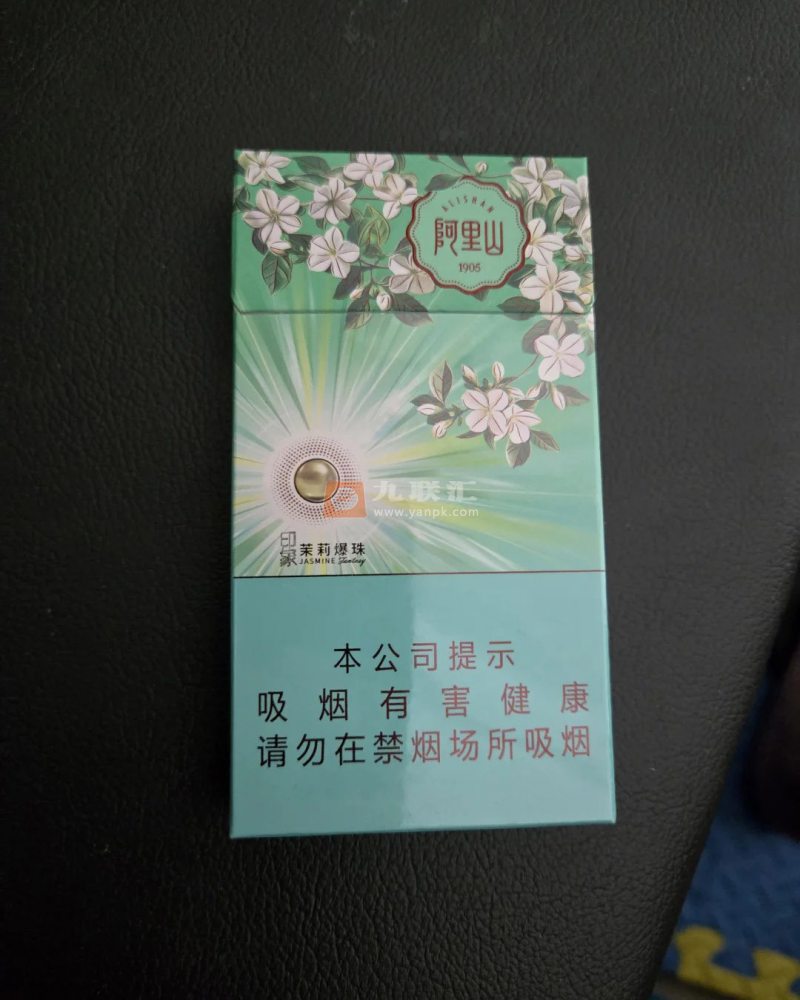 ALISHAN
阿里山
1905
九联汇
www.yanpk.com
印象
茉莉爆珠
JASMINE Fantasy
本公司提示
吸烟有害健康
请勿在禁烟场所吸烟